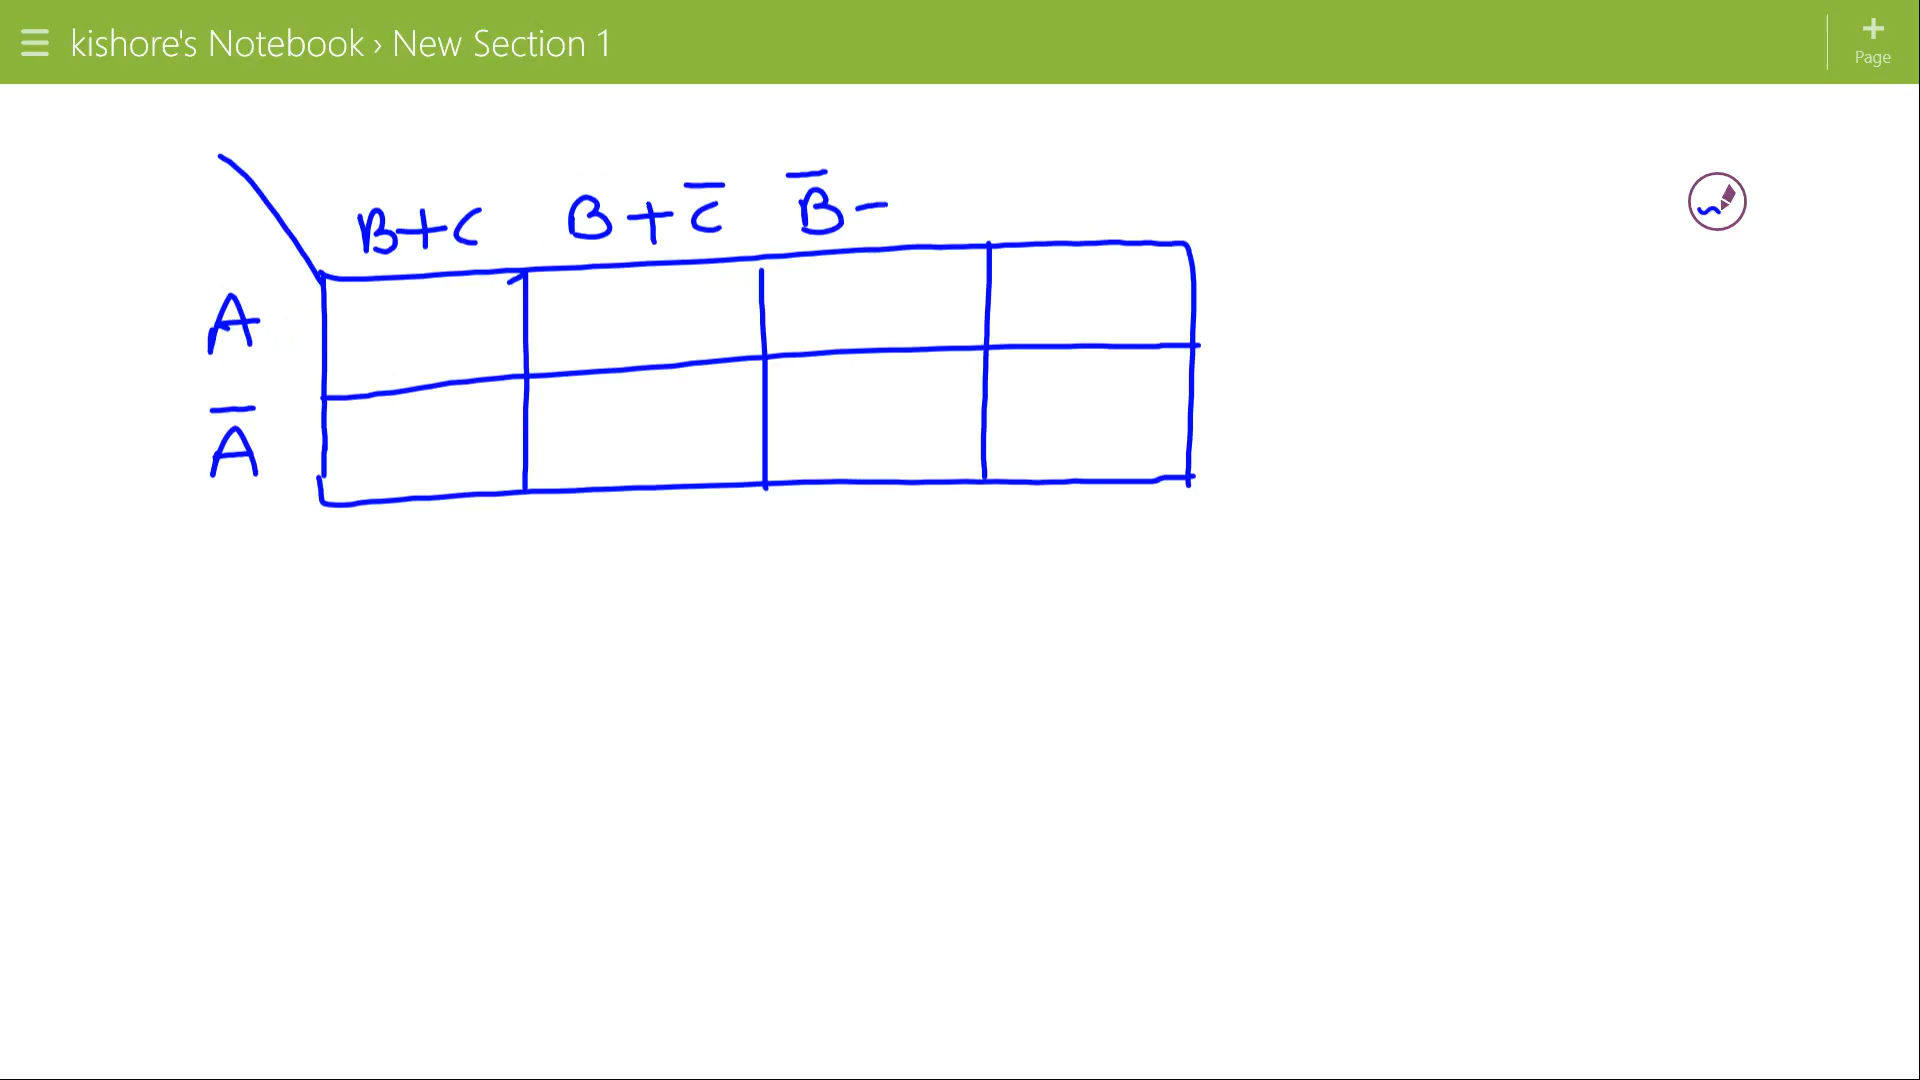 kishore's Notebook › New Section 1
Page
B+C B+C̅ B̅-
A
A̅